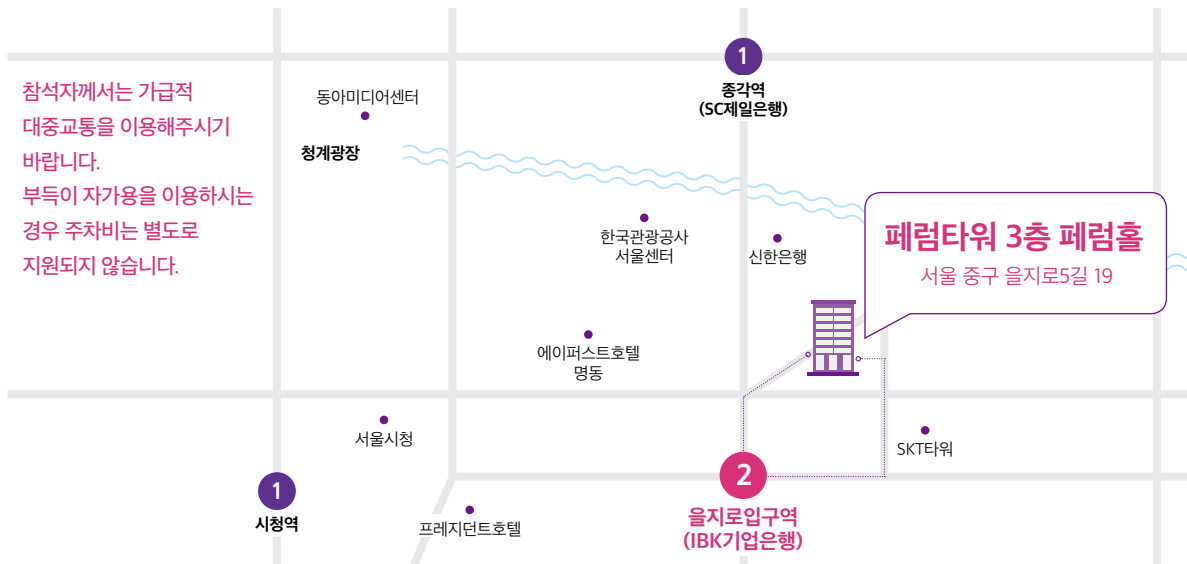 참석자께서는 가급적
대중교통을 이용해주시기
바랍니다.
부득이 자가용을 이용하시는
경우 주차비는 별도로
지원되지 않습니다.
동아미디어센터
청계광장
1
종각역
(SC제일은행)
한국관광공사
서울센터
신한은행
페럼타워 3층 페럼홀
서울 중구 을지로5길 19
에이퍼스트호텔
명동
서울시청
SKT타워
1
시청역
프레지던트호텔
2
을지로입구역
(IBK기업은행)